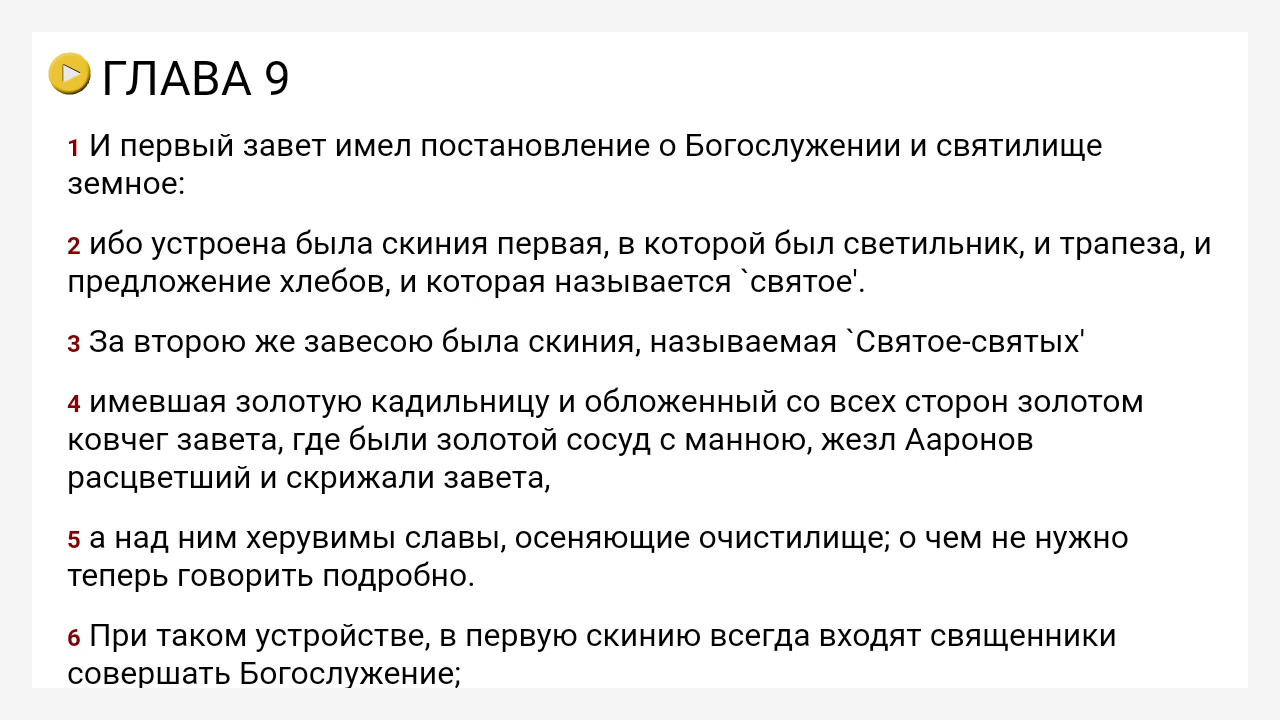 ГЛАВА 9
1 И первый завет имел постановление о Богослужении и святилище
земное:
2 ибо устроена была скиния первая, в которой был светильник, и трапеза, и
предложение хлебов, и которая называется `святое'.
3 За второю же завесою была скиния, называемая `Святое-святых'
4 имевшая золотую кадильницу и обложенный со всех сторон золотом
ковчег завета, где были золотой сосуд с манною, жезл Ааронов
расцветший и скрижали завета,
5 а над ним херувимы славы, осеняющие очистилище; о чем не нужно
теперь говорить подробно.
6 При таком устройстве, в первую скинию всегда входят священники
совершать Богослужение;